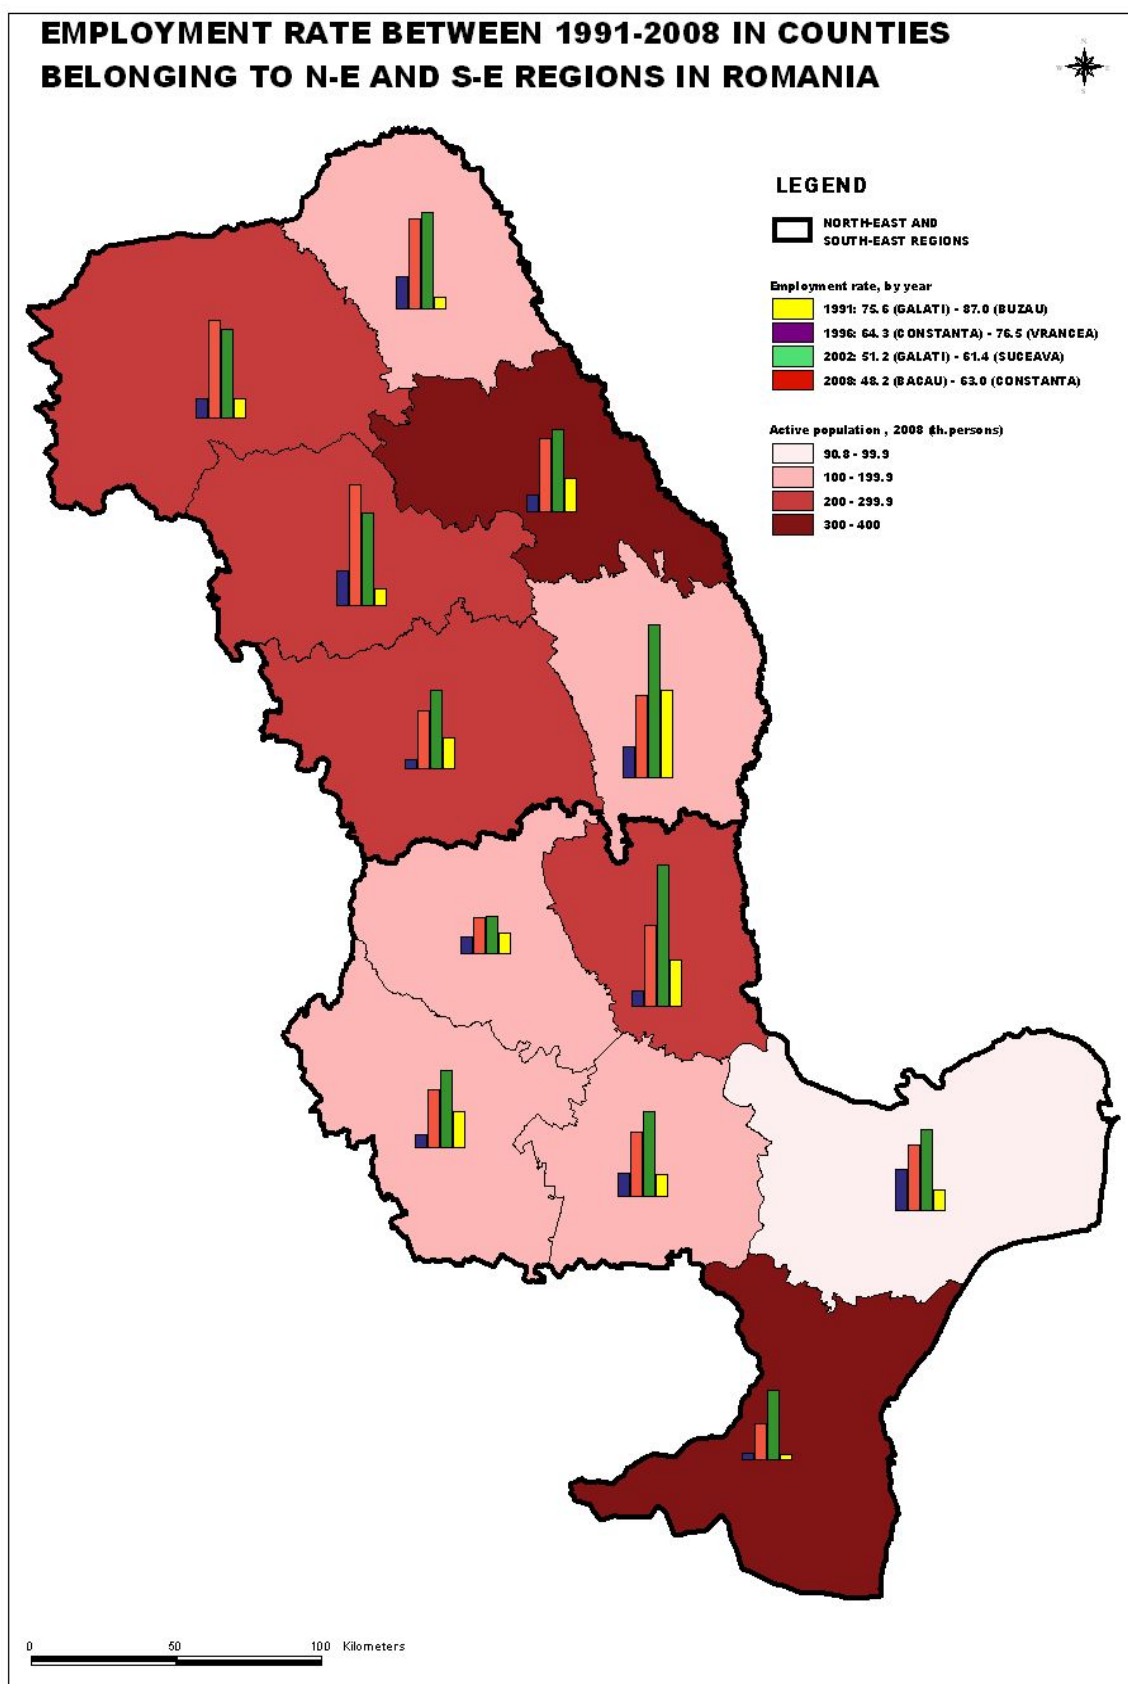 EMPLOYMENT RATE BETWEEN 1991-2008 IN COUNTIES
BELONGING TO N-E AND S-E REGIONS IN ROMANIA
S
W
E
S
LEGEND
NORTH-EAST AND
SOUTH-EAST REGIONS
Employment rate, by year
1991: 75.6 (GALATI) - 87.0 (BUZAU)
1996: 64.3 (CONSTANTA) - 76.5 (VRANCEA)
2002: 51.2 (GALATI) - 61.4 (SUCEAVA)
2008: 48.2 (BACAU) - 63.0 (CONSTANTA)
Active population , 2008 (th.persons)
90.8 - 99.9
100 - 199.9
200 - 299.9
300 - 400
0 50 100 Kilometers